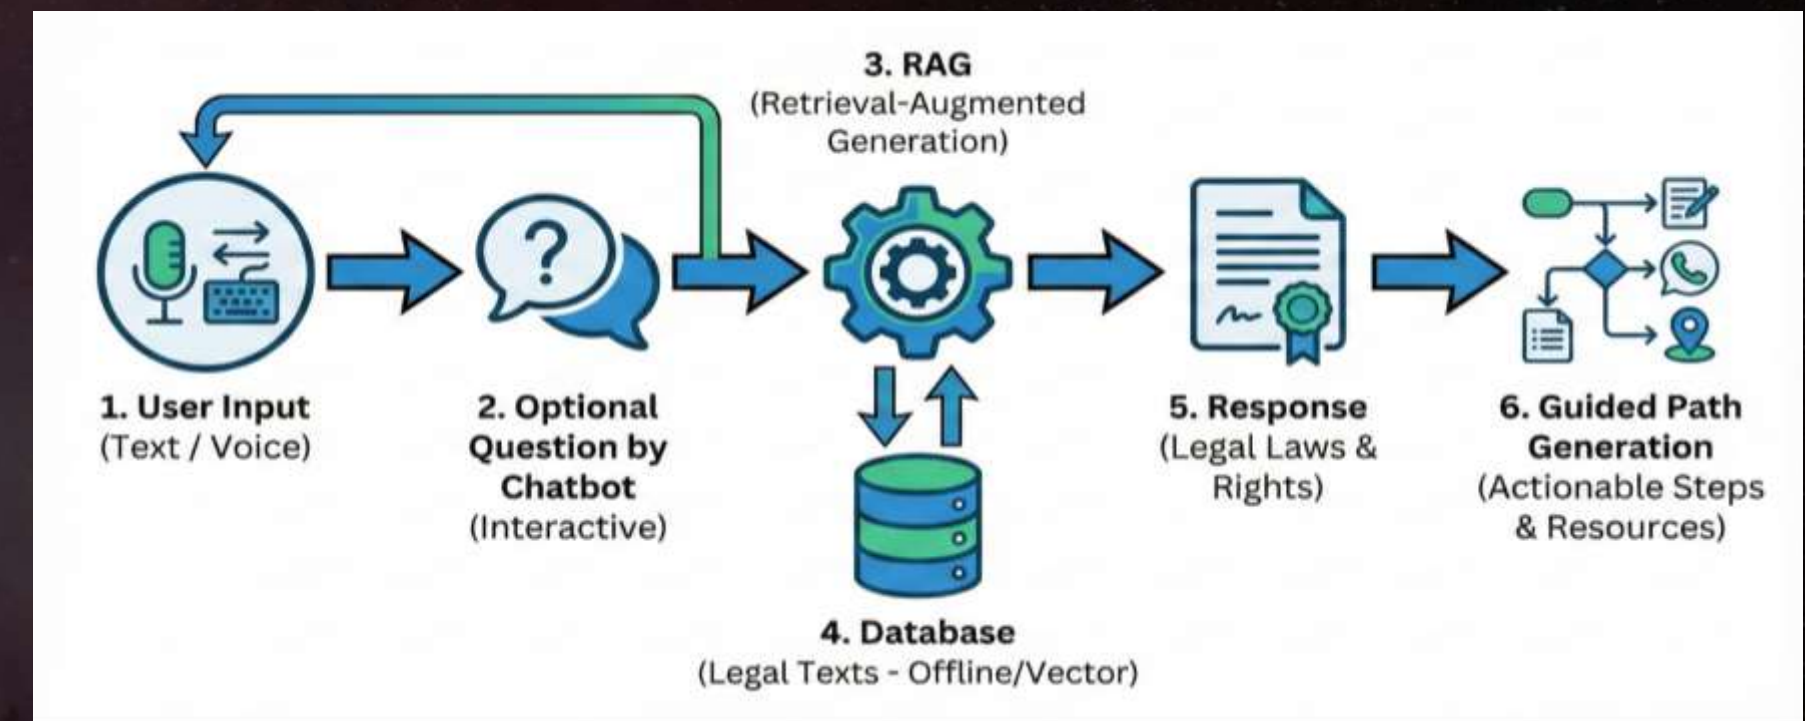 3. RAG
(Retrieval-Augmented
Generation)
?
1. User Input
(Text / Voice)
2. Optional
Question by
Chatbot
(Interactive)
5. Response
(Legal Laws &
Rights)
6. Guided Path
Generation
(Actionable Steps
& Resources)
4. Database
(Legal Texts - Offline/Vector)